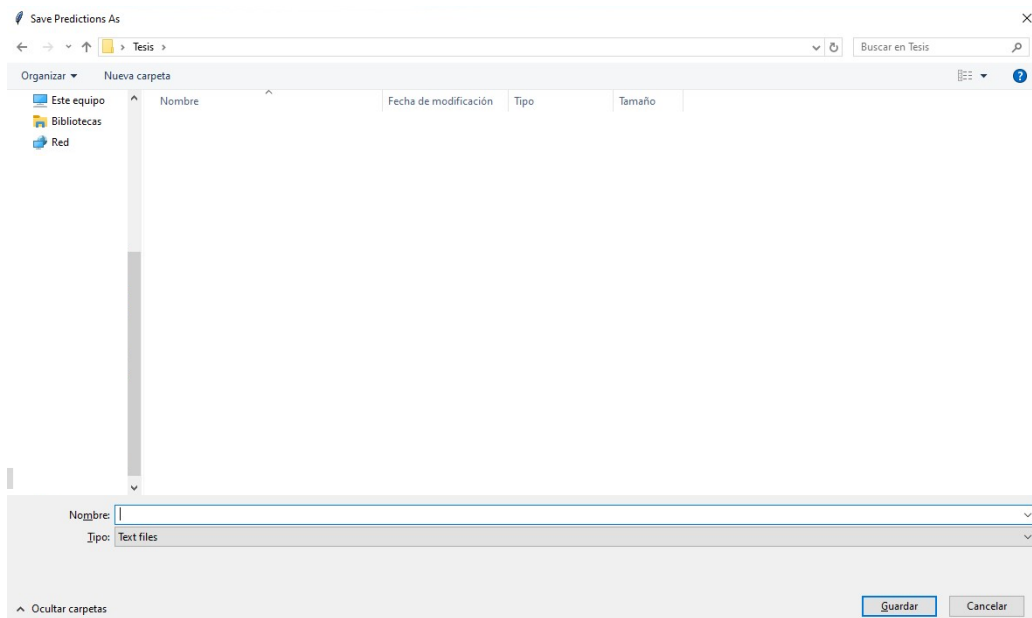 Save Predictions As
Tesis
Buscar en Tesis
Organizar
Nueva carpeta
Este equipo
Bibliotecas
Red
Nombre
Fecha de modificación
Tipo
Tamaño
Nombre:
Tipo: Text files
Ocultar carpetas
Guardar
Cancelar